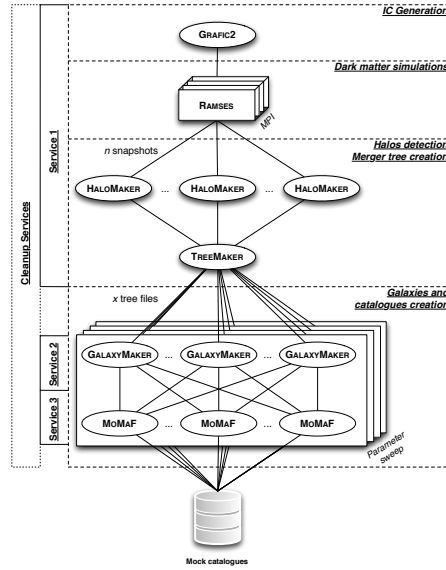 IC Generation
GRAFIC2
Dark matter simulations
RAMSES
MPI
Halos detection
Merger tree creation
n snapshots
HALOMAKER ... HALOMAKER ... HALOMAKER
TREEMAKER
Galaxies and
catalogues creation
x tree files
GALAXYMAKER ... GALAXYMAKER ... GALAXYMAKER
MOMAF ... MOMAF ... MOMAF
Parameter
sweep
Mock catalogues
Cleanup Services
Service 1
Service 2
Service 3